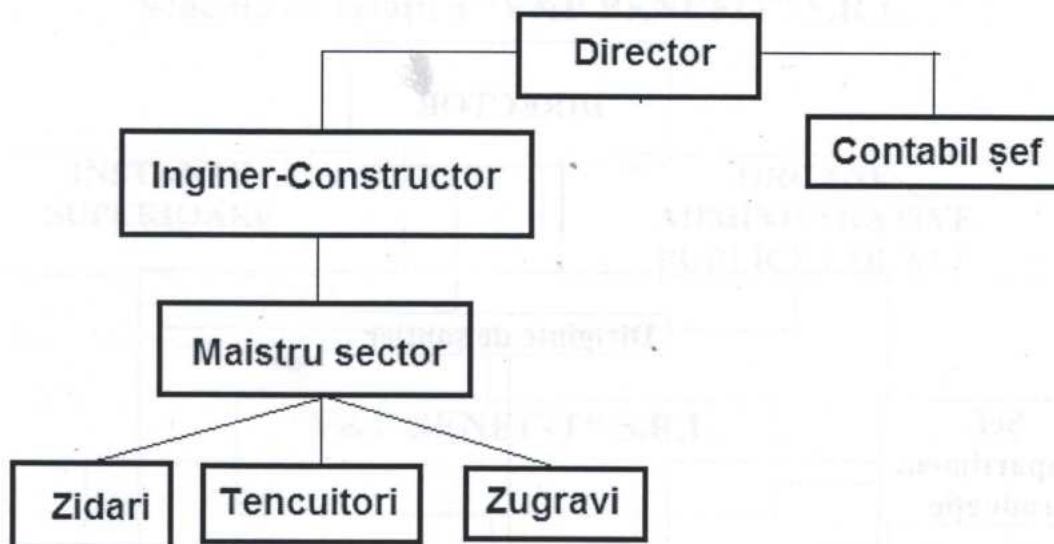 Director
Contabil șef
Inginer-Constructor
Maistru sector
Zidari
Tencuitori
Zugravi